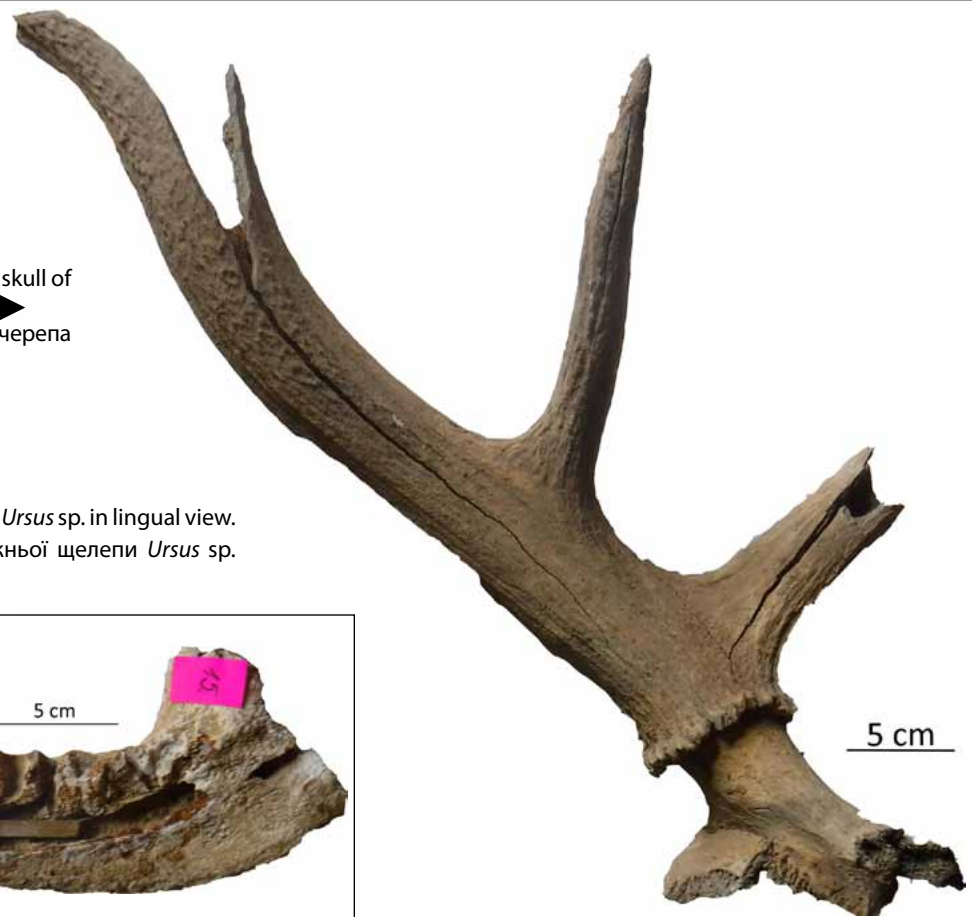 skull of
черепа
Ursus sp. in lingual view.
жньої щелепи Ursus sp.
15.
5 cm
5 cm